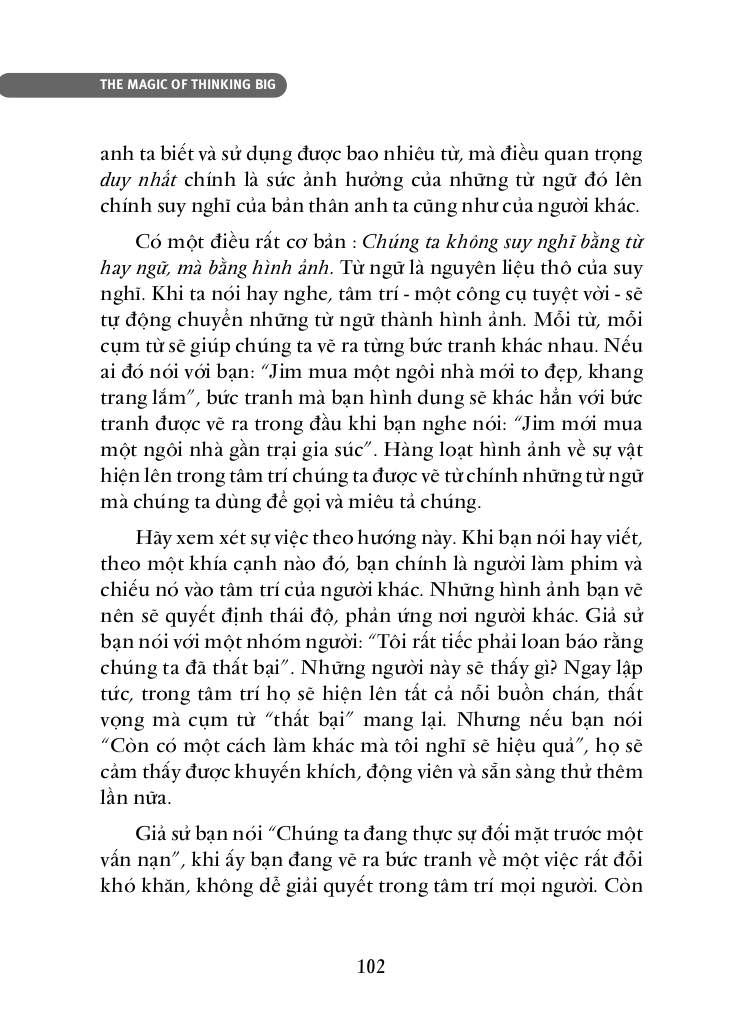 THE MAGIC OF THINKING BIG
anh ta biết và sử dụng được bao nhiêu từ, mà điều quan trọng
duy nhất chính là sức ảnh hưởng của những từ ngữ đó lên
chính suy nghĩ của bản thân anh ta cũng như của người khác.
Có một điều rất cơ bản : Chúng ta không suy nghĩ bằng từ
hay ngữ, mà bằng hình ảnh. Từ ngữ là nguyên liệu thô của suy
nghĩ. Khi ta nói hay nghe, tâm trí - một công cụ tuyệt vời - sẽ
tự động chuyển những từ ngữ thành hình ảnh. Mỗi từ, mỗi
cụm từ sẽ giúp chúng ta vẽ ra từng bức tranh khác nhau. Nếu
ai đó nói với bạn: “Jim mua một ngôi nhà mới to đẹp, khang
trang lắm”, bức tranh mà bạn hình dung sẽ khác hẳn với bức
tranh được vẽ ra trong đầu khi bạn nghe nói: “Jim mới mua
một ngôi nhà gần trại gia súc”. Hàng loạt hình ảnh về sự vật
hiện lên trong tâm trí chúng ta được vẽ từ chính những từ ngữ
mà chúng ta dùng để gọi và miêu tả chúng.
Hãy xem xét sự việc theo hướng này. Khi bạn nói hay viết,
theo một khía cạnh nào đó, bạn chính là người làm phim và
chiếu nó vào tâm trí của người khác. Những hình ảnh bạn vẽ
nên sẽ quyết định thái độ, phản ứng nơi người khác. Giả sử
bạn nói với một nhóm người: “Tôi rất tiếc phải loan báo rằng
chúng ta đã thất bại”. Những người này sẽ thấy gì? Ngay lập
tức, trong tâm trí họ sẽ hiện lên tất cả nỗi buồn chán, thất
vọng mà cụm từ “thất bại” mang lại. Nhưng nếu bạn nói
“Còn có một cách làm khác mà tôi nghĩ sẽ hiệu quả”, họ sẽ
cảm thấy được khuyến khích, động viên và sẵn sàng thử thêm
lần nữa.
Giả sử bạn nói “Chúng ta đang thực sự đối mặt trước một
vấn nạn”, khi ấy bạn đang vẽ ra bức tranh về một việc rất đỗi
khó khăn, không dễ giải quyết trong tâm trí mọi người. Còn
102